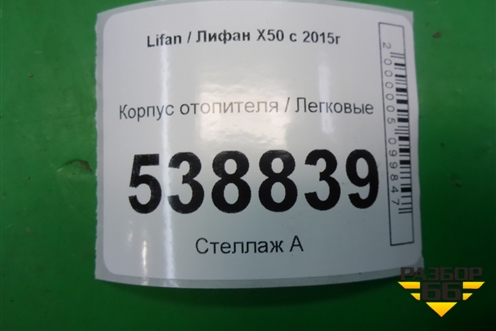 Lifan / Лифан X50 с 2015г
Корпус отопителя / Легковые
538839
Стеллаж А
2000005099847
РАЗБОР
66